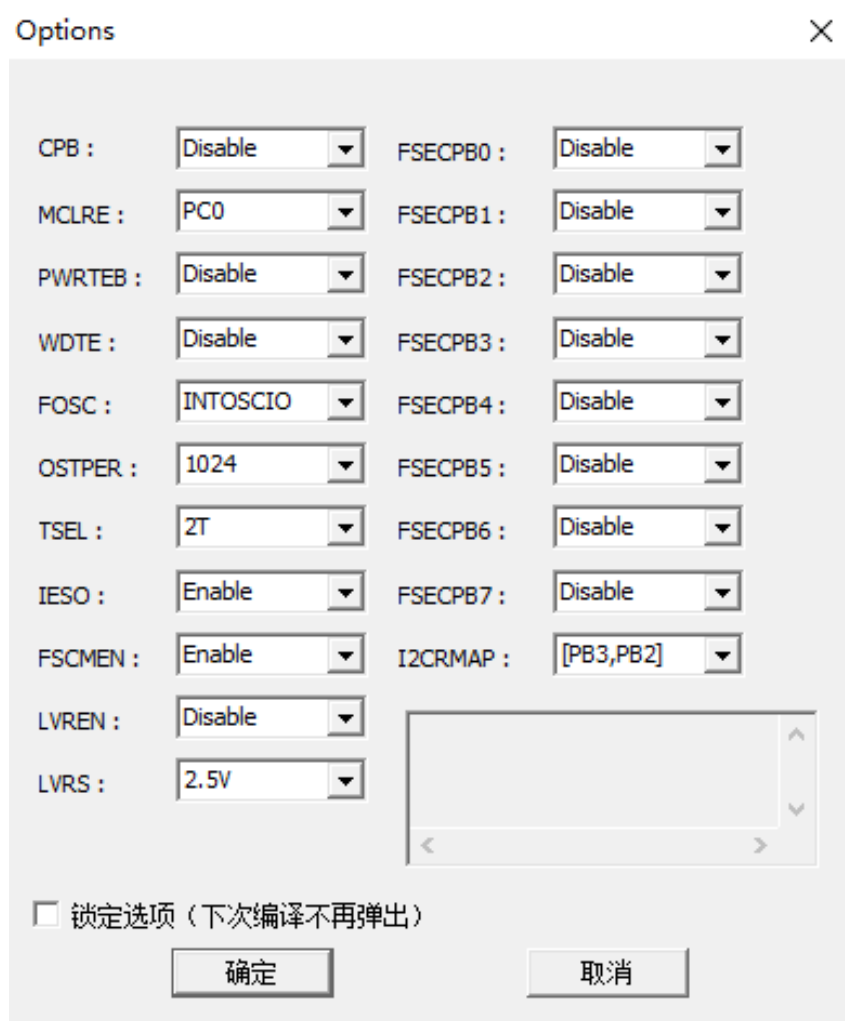 Options
CPB : Disable FSECPB0 : Disable
MCLRE : PC0 FSECPB1 : Disable
PWRTEB : Disable FSECPB2 : Disable
WDTE : Disable FSECPB3 : Disable
FOSC : INTOSCIO FSECPB4 : Disable
OSTPER : 1024 FSECPB5 : Disable
TSEL : 2T FSECPB6 : Disable
IESO : Enable FSECPB7 : Disable
FSCMEN : Enable I2CRMAP : [PB3,PB2]
LVREN : Disable
LVRS : 2.5V
锁定选项（下次编译不再弹出）
确定 取消